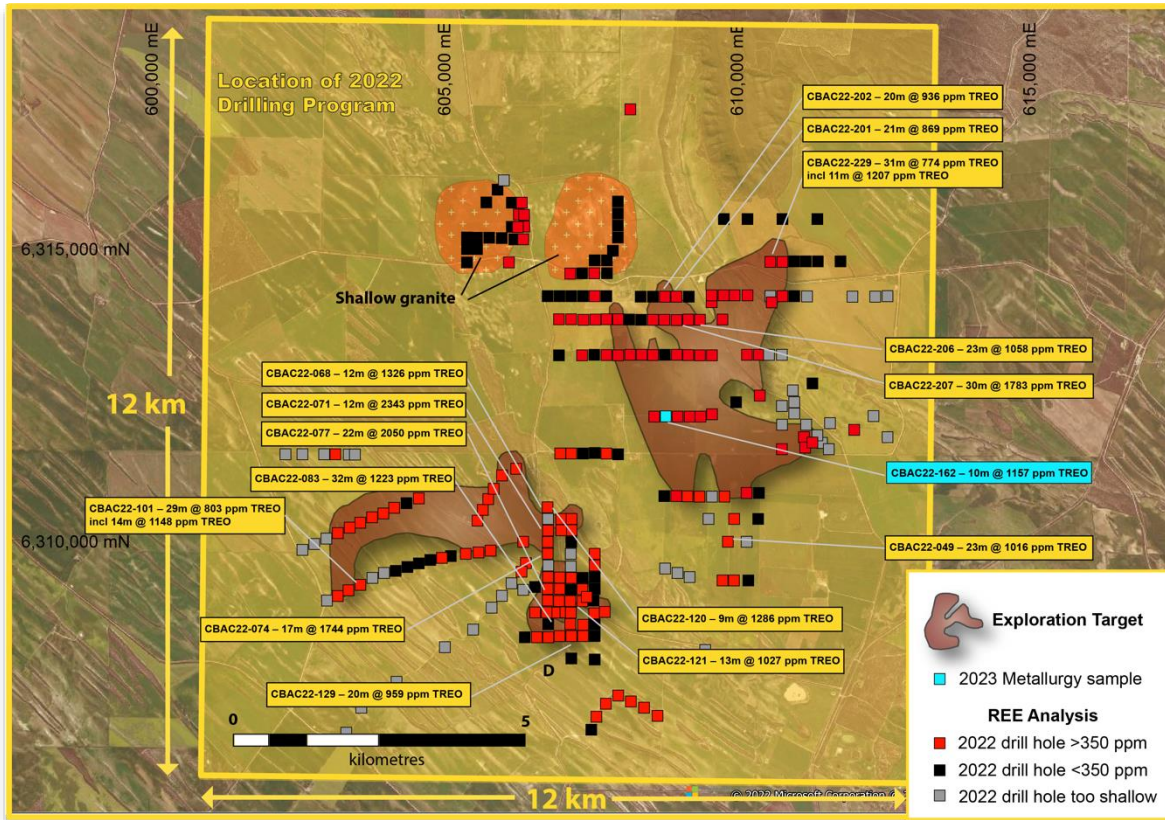 600,000 mE
605,000 mE
610,000 mE
615,000 mE
Location of 2022
Drilling Program
CBAC22-202 – 20m @ 936 ppm TREO
CBAC22-201 – 21m @ 869 ppm TREO
CBAC22-229 – 31m @ 774 ppm TREO
incl 11m @ 1207 ppm TREO
6,315,000 mN
Shallow granite
CBAC22-206 – 23m @ 1058 ppm TREO
CBAC22-207 – 30m @ 1783 ppm TREO
CBAC22-068 – 12m @ 1326 ppm TREO
CBAC22-071 – 12m @ 2343 ppm TREO
CBAC22-077 – 22m @ 2050 ppm TREO
CBAC22-083 – 32m @ 1223 ppm TREO
12 km
CBAC22-162 – 10m @ 1157 ppm TREO
CBAC22-101 – 29m @ 803 ppm TREO
incl 14m @ 1148 ppm TREO
6,310,000 mN
CBAC22-049 – 23m @ 1016 ppm TREO
CBAC22-074 – 17m @ 1744 ppm TREO
CBAC22-120 – 9m @ 1286 ppm TREO
CBAC22-121 – 13m @ 1027 ppm TREO
CBAC22-129 – 20m @ 959 ppm TREO
D
0
5
kilometres
12 km
© 2022 Microsoft Corporation ©
Exploration Target
2023 Metallurgy sample
REE Analysis
2022 drill hole >350 ppm
2022 drill hole <350 ppm
2022 drill hole too shallow